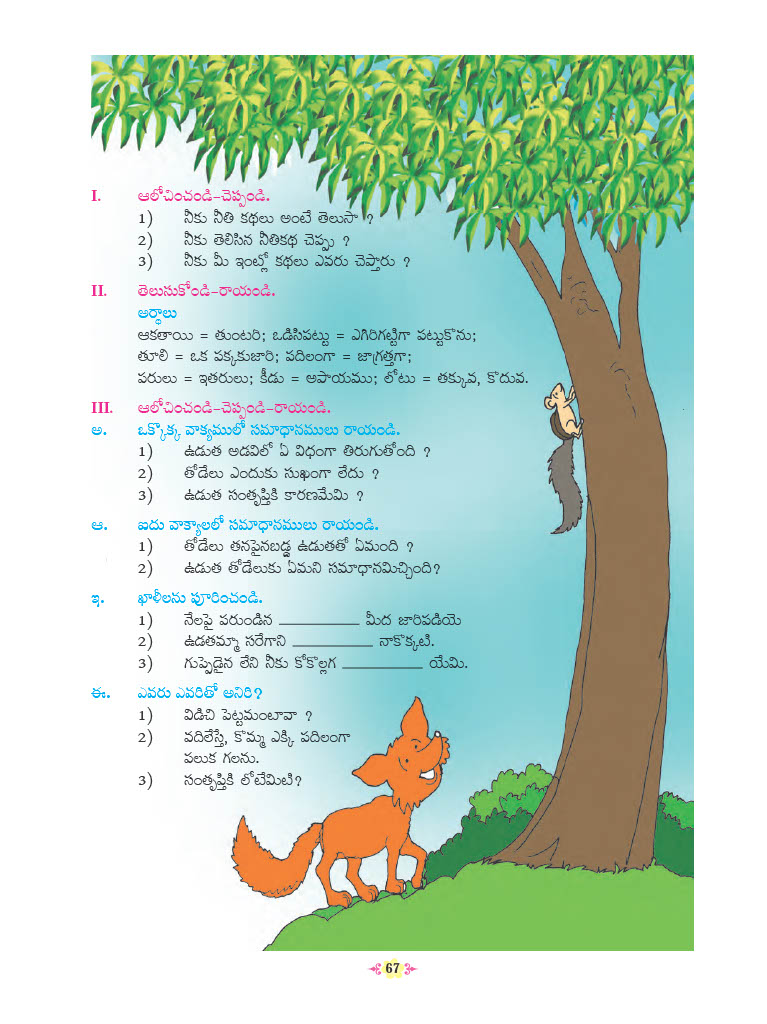 I. ఆలోచించండి-చెప్పండి.
1) నీకు నీతి కథలు అంటే తెలుసా ?
2) నీకు తెలిసిన నీతికథ చెప్పు ?
3) నీకు మీ ఇంట్లో కథలు ఎవరు చెప్తారు ?
II. తెలుసుకోండి-రాయండి.
అర్థాలు
ఆకతాయి = తుంటరి; ఒడిసిపట్టు = ఎగిరిగట్టిగా పట్టుకొను;
తూలి = ఒక పక్కకుజారి; పదిలంగా = జాగ్రత్తగా;
పరులు = ఇతరులు; కీడు = అపాయము; లోటు = తక్కువ, కొదువ.
III. ఆలోచించండి-చెప్పండి-రాయండి.
అ. ఒక్కొక్క వాక్యములో సమాధానములు రాయండి.
1) ఉడుత అడవిలో ఏ విధంగా తిరుగుతోంది ?
2) తోడేలు ఎందుకు సుఖంగా లేదు ?
3) ఉడుత సంతృప్తికి కారణమేమి ?
ఆ. ఐదు వాక్యాలలో సమాధానములు రాయండి.
1) తోడేలు తనపైనబడ్డ ఉడుతతో ఏమంది ?
2) ఉడుత తోడేలుకు ఏమని సమాధానమిచ్చింది?
ఇ. ఖాళీలను పూరించండి.
1) నేలపై పరుండిన __________ మీద జారిపడియె
2) ఉడతమ్మా సరేగాని __________ నాకొక్కటి.
3) గుప్పెడైన లేని నీకు కోకొల్లగ __________ యేమి.
ఈ. ఎవరు ఎవరితో అనిరి?
1) విడిచి పెట్టమంటావా ?
2) వదిలేస్తే, కొమ్మ ఎక్కి పదిలంగా
పలుక గలను.
3) సంతృప్తికి లోటేమిటి?
67